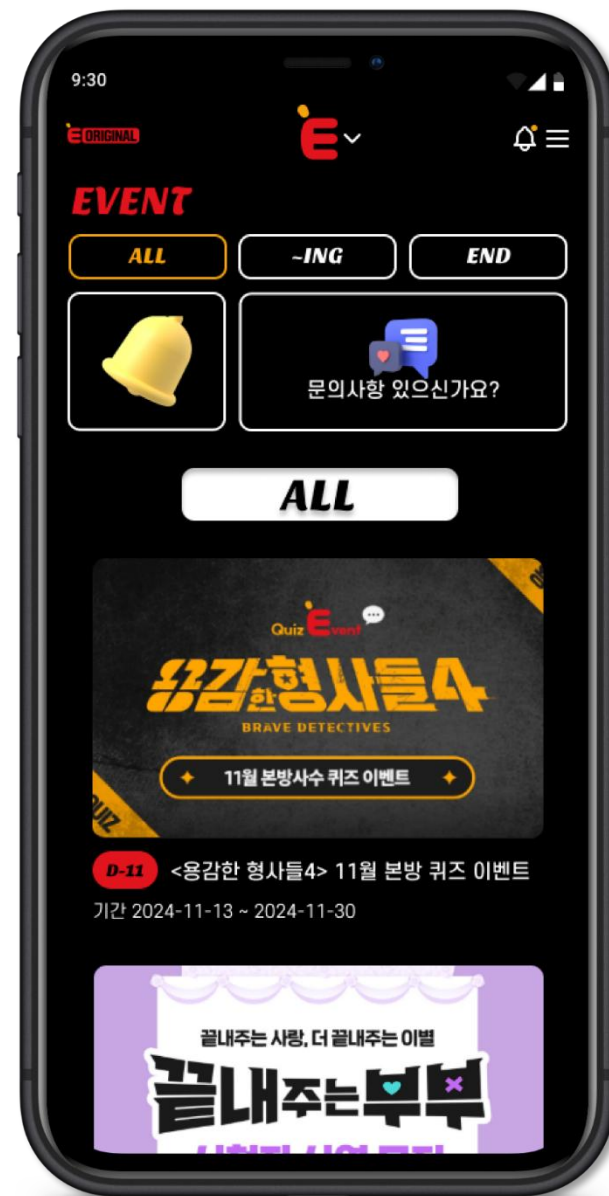 9:30
E ORIGINAL
E
EVENT
ALL
~ING
END
문의사항 있으신가요?
ALL
Quiz Event
용감한 형사들4
BRAVE DETECTIVES
11월 본방사수 퀴즈 이벤트
QUIZ
D-11 <용감한 형사들4> 11월 본방 퀴즈 이벤트
기간 2024-11-13 ~ 2024-11-30
끝내주는 사랑, 더 끝내주는 이별
끝내주는부부